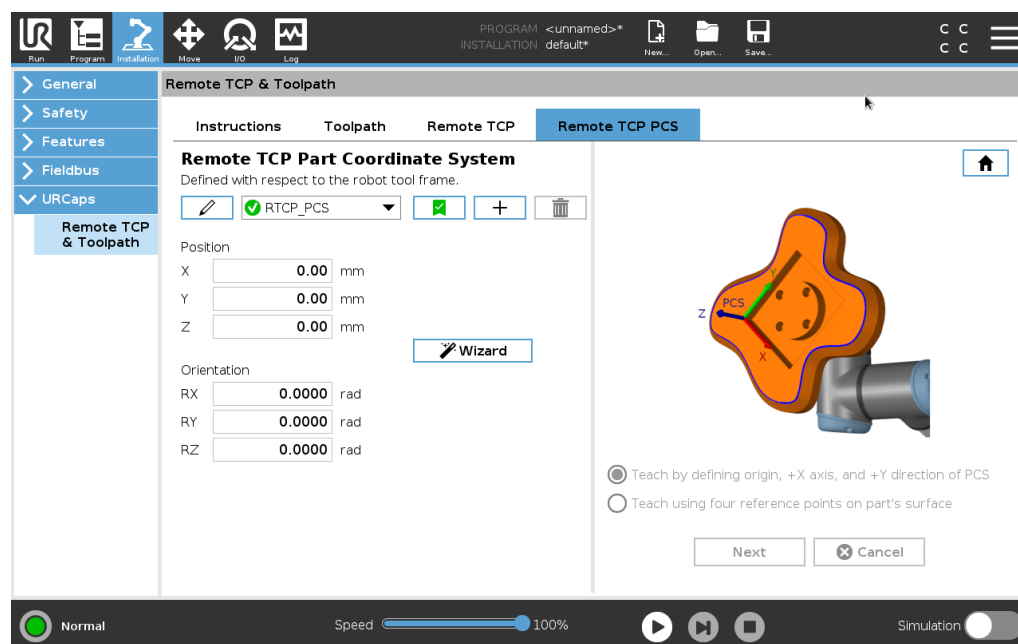 UR
PROGRAM <unnamed>*
INSTALLATION default*
Run Program Installation Move I/O Log New... Open... Save...
C C
C C
General
Safety
Features
Fieldbus
URCaps
Remote TCP
& Toolpath
Remote TCP & Toolpath
Instructions Toolpath Remote TCP Remote TCP PCS
Remote TCP Part Coordinate System
Defined with respect to the robot tool frame.
RTCP_PCS
Position
X 0.00 mm
Y 0.00 mm
Z 0.00 mm
Wizard
Orientation
RX 0.0000 rad
RY 0.0000 rad
RZ 0.0000 rad
Y
PCS
Z
X
Teach by defining origin, +X axis, and +Y direction of PCS
Teach using four reference points on part's surface
Next Cancel
Normal Speed 100% Simulation